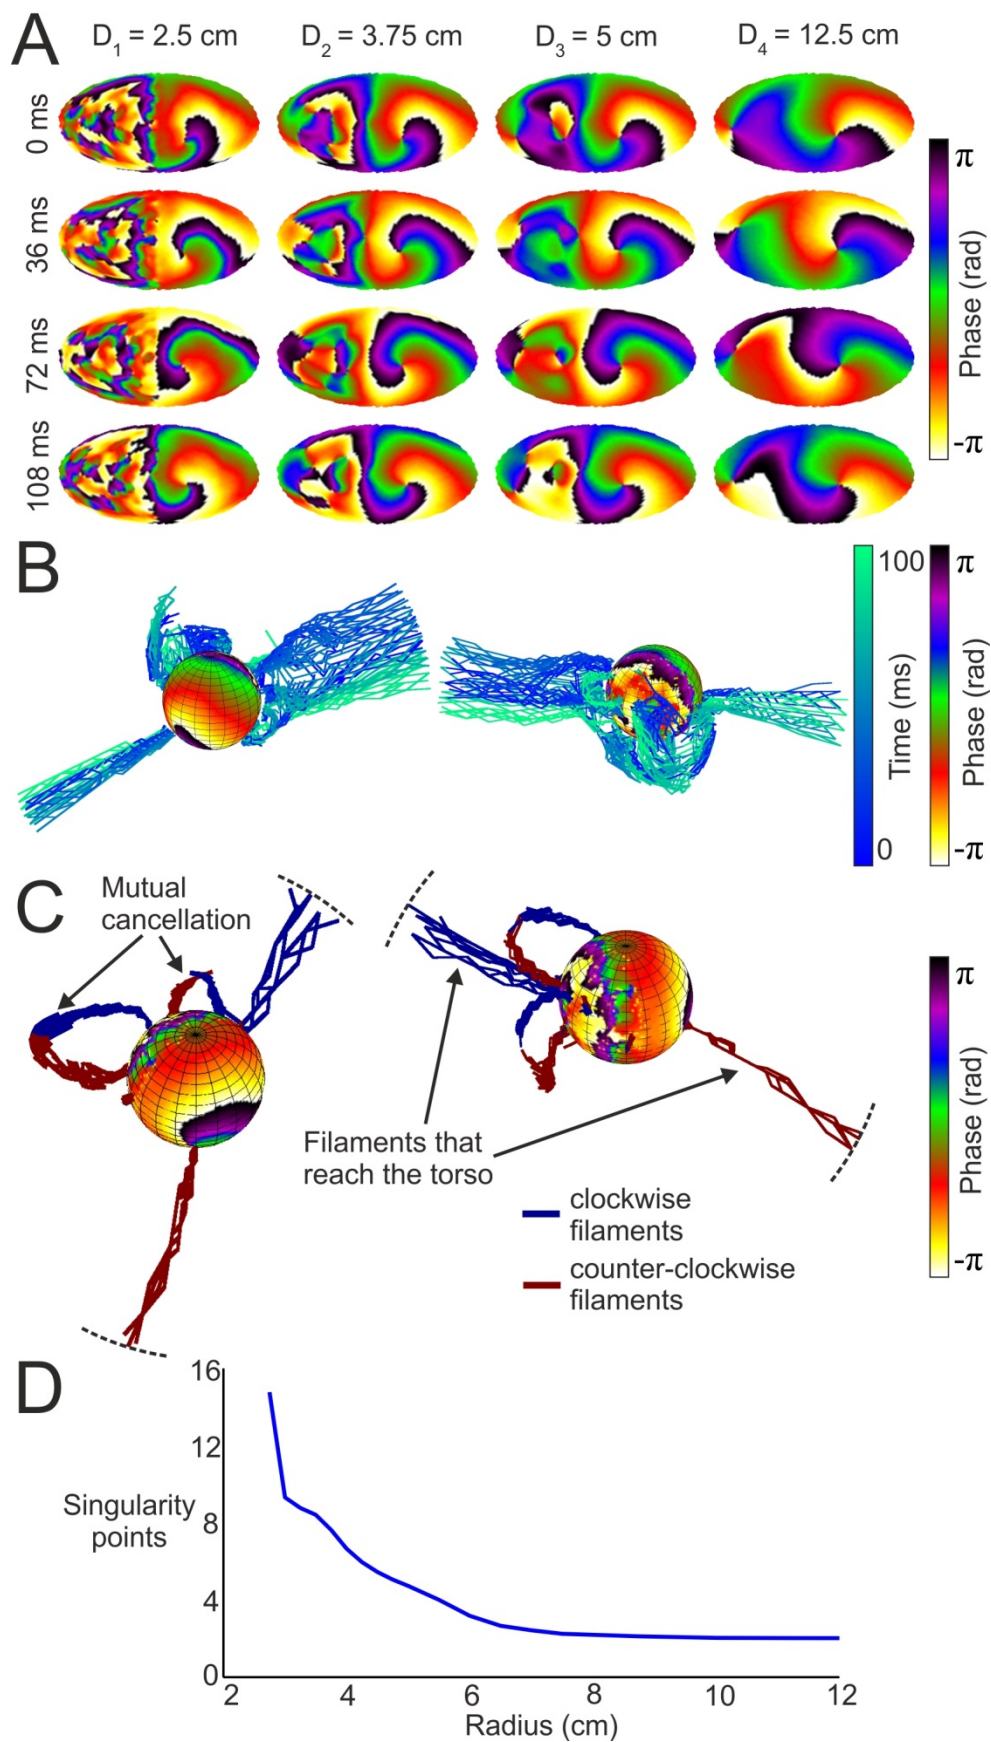 A
D1 = 2.5 cm
D2 = 3.75 cm
D3 = 5 cm
D4 = 12.5 cm
0 ms
36 ms
72 ms
108 ms
π
Phase (rad)
-π
B
100
Time (ms)
0
π
Phase (rad)
-π
C
Mutual
cancellation
Filaments that
reach the torso
clockwise
filaments
counter-clockwise
filaments
π
Phase (rad)
-π
D
16
12
8
4
0
Singularity
points
2
4
6
8
10
12
Radius (cm)